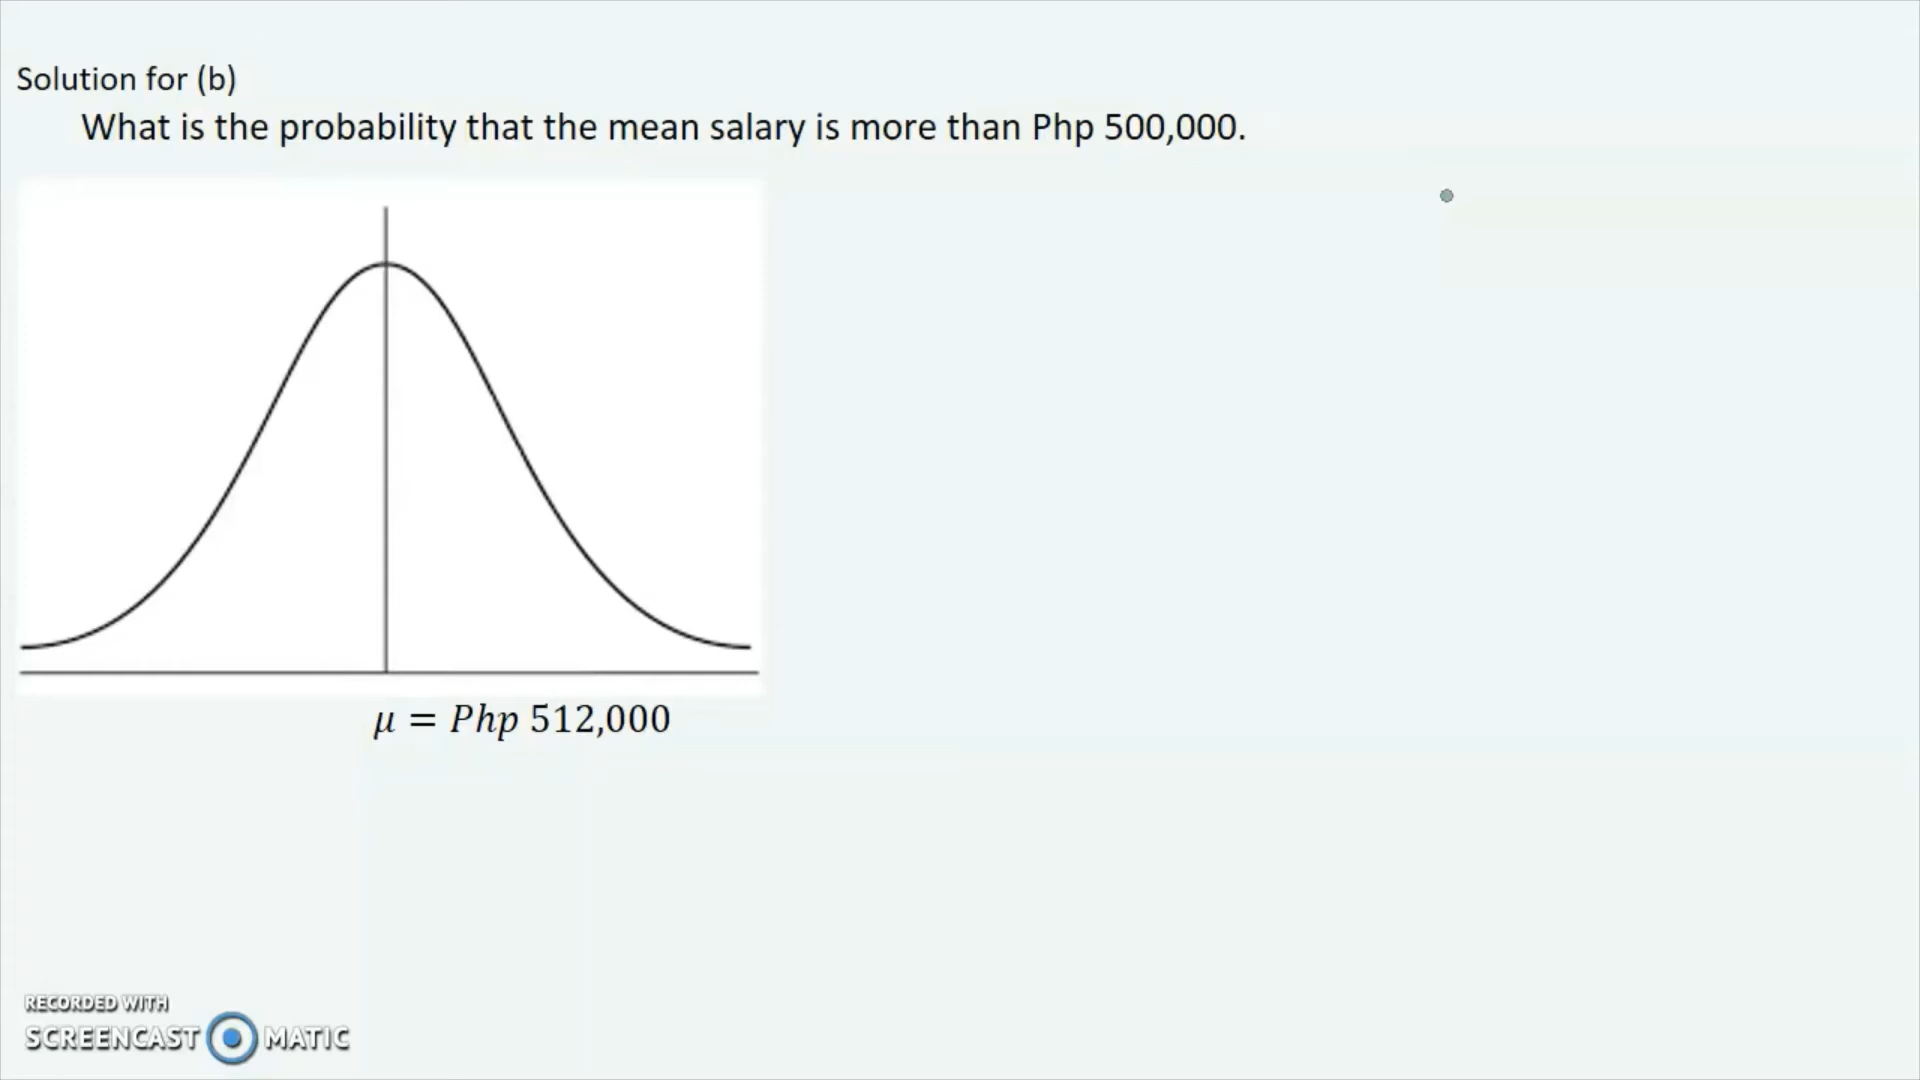 Solution for (b)
What is the probability that the mean salary is more than Php 500,000.
μ = Php 512,000
RECORDED WITH
SCREENCAST MATIC